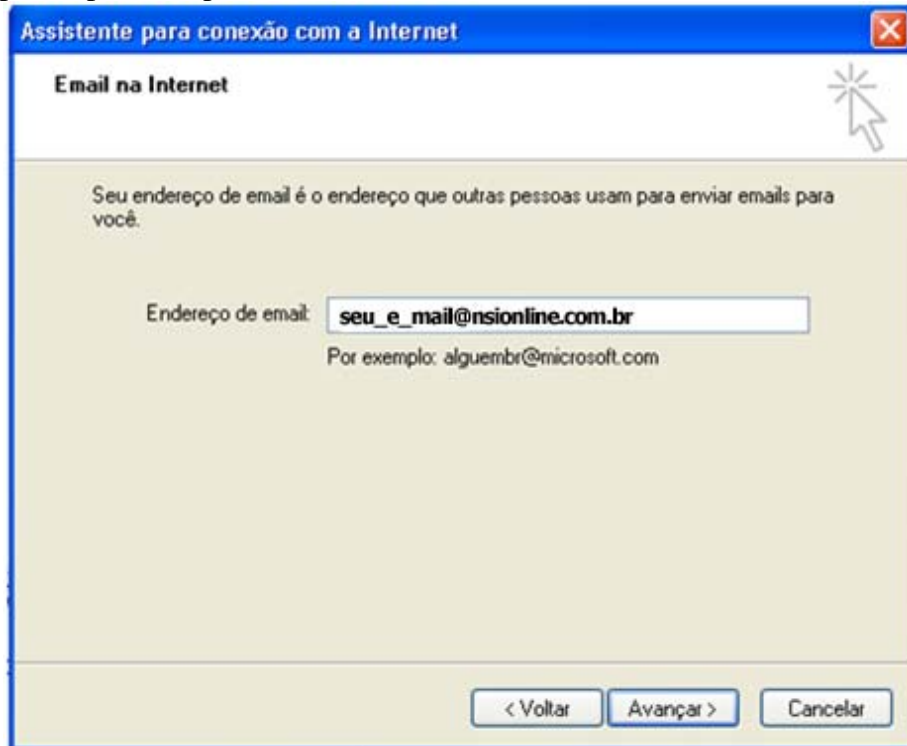 Assistente para conexão com a Internet
Email na Internet
Seu endereço de email é o endereço que outras pessoas usam para enviar emails para
você.
Endereço de email: seu_e_mail@nsionline.com.br
Por exemplo: alguembr@microsoft.com
< Voltar Avançar > Cancelar